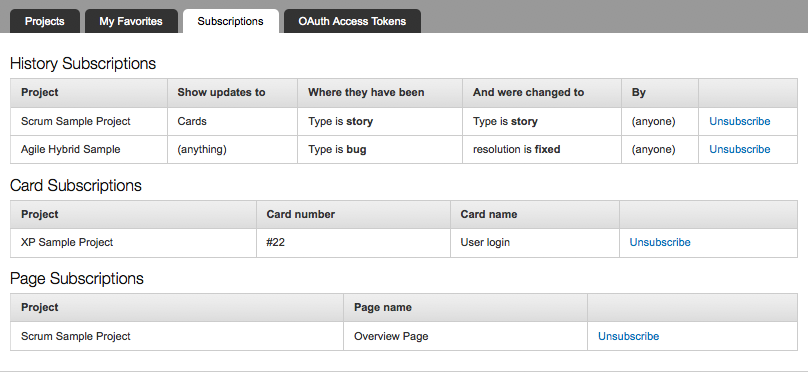 Projects My Favorites Subscriptions OAuth Access Tokens
History Subscriptions
Project Show updates to Where they have been And were changed to By
Scrum Sample Project Cards Type is story Type is story (anyone) Unsubscribe
Agile Hybrid Sample (anything) Type is bug resolution is fixed (anyone) Unsubscribe
Card Subscriptions
Project Card number Card name
XP Sample Project #22 User login Unsubscribe
Page Subscriptions
Project Page name
Scrum Sample Project Overview Page Unsubscribe